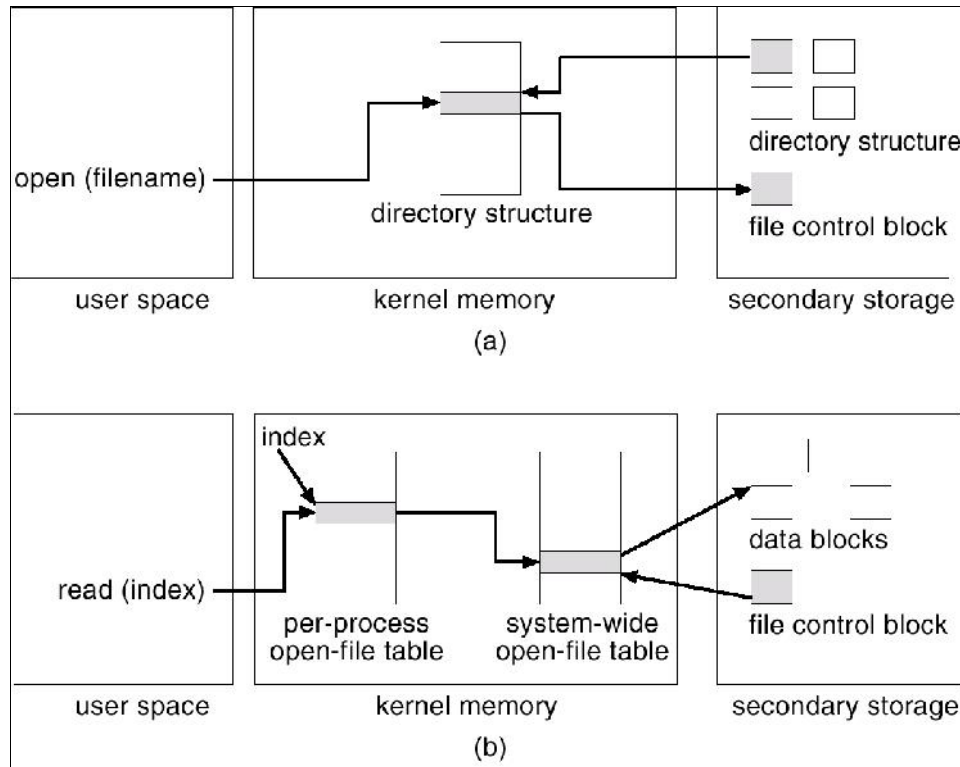 open (filename)
directory structure
directory structure
file control block
user space
kernel memory
secondary storage
(a)
index
read (index)
per-process
open-file table
system-wide
open-file table
data blocks
file control block
user space
kernel memory
secondary storage
(b)